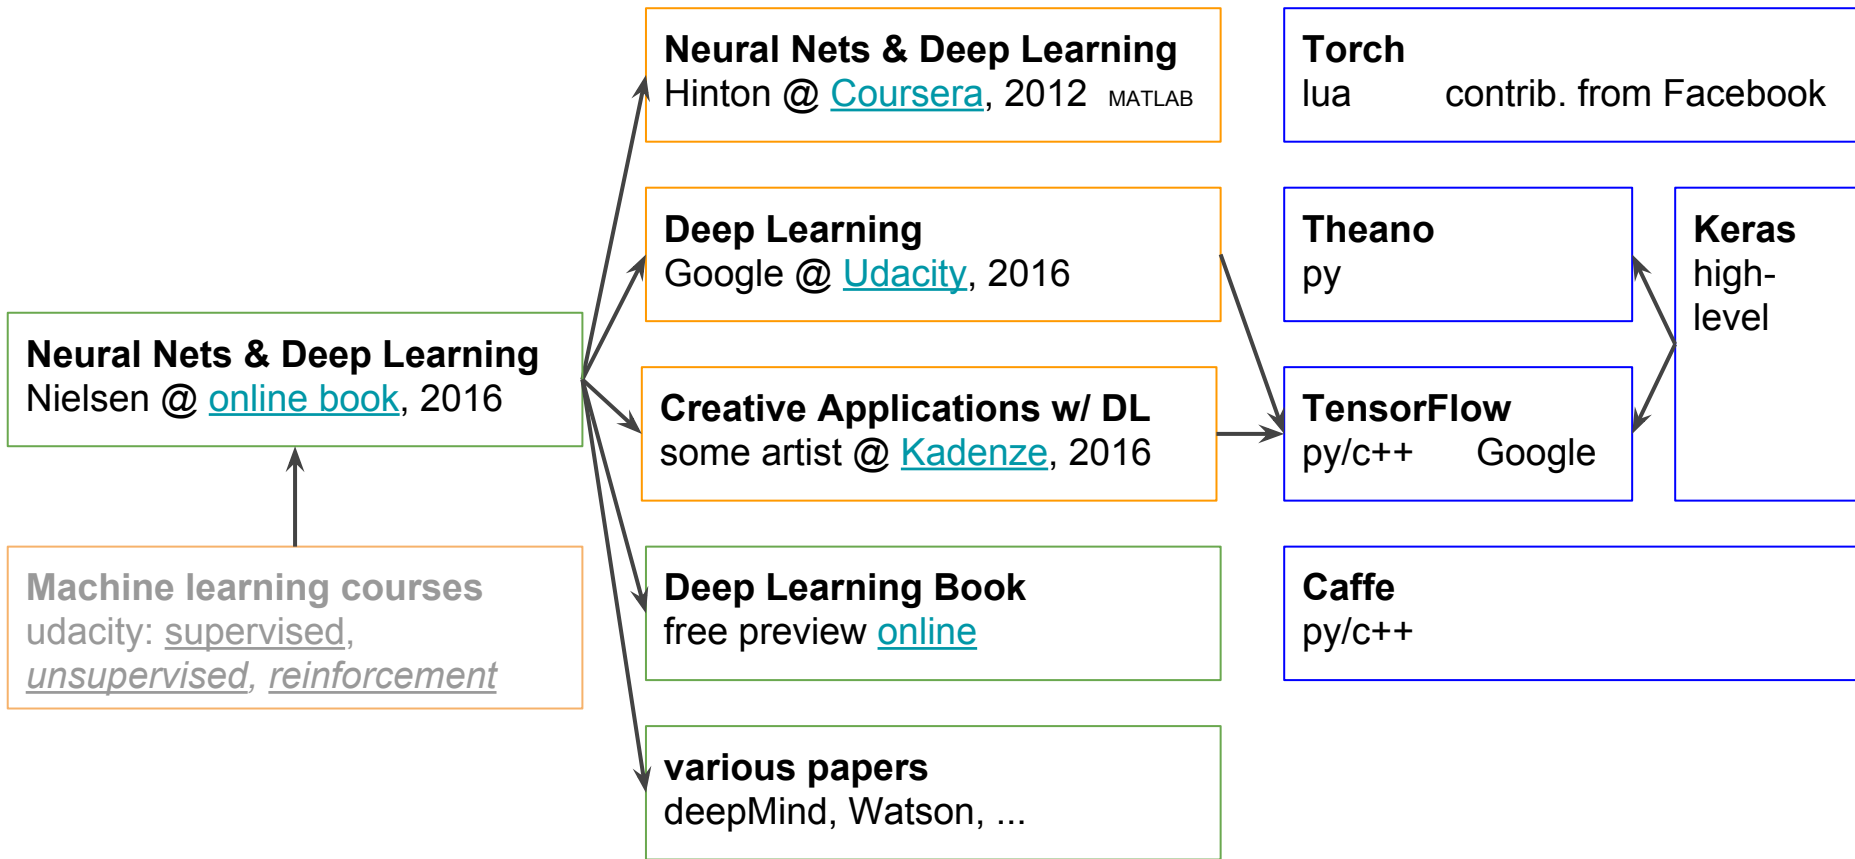 Neural Nets & Deep Learning
Nielsen @ online book, 2016
Machine learning courses
udacity: supervised,
unsupervised, reinforcement
Neural Nets & Deep Learning
Hinton @ Coursera, 2012 MATLAB
Deep Learning
Google @ Udacity, 2016
Creative Applications w/ DL
some artist @ Kadenze, 2016
Deep Learning Book
free preview online
various papers
deepMind, Watson, ...
Torch
lua contrib. from Facebook
Theano
py
TensorFlow
py/c++ Google
Keras
high-
level
Caffe
py/c++